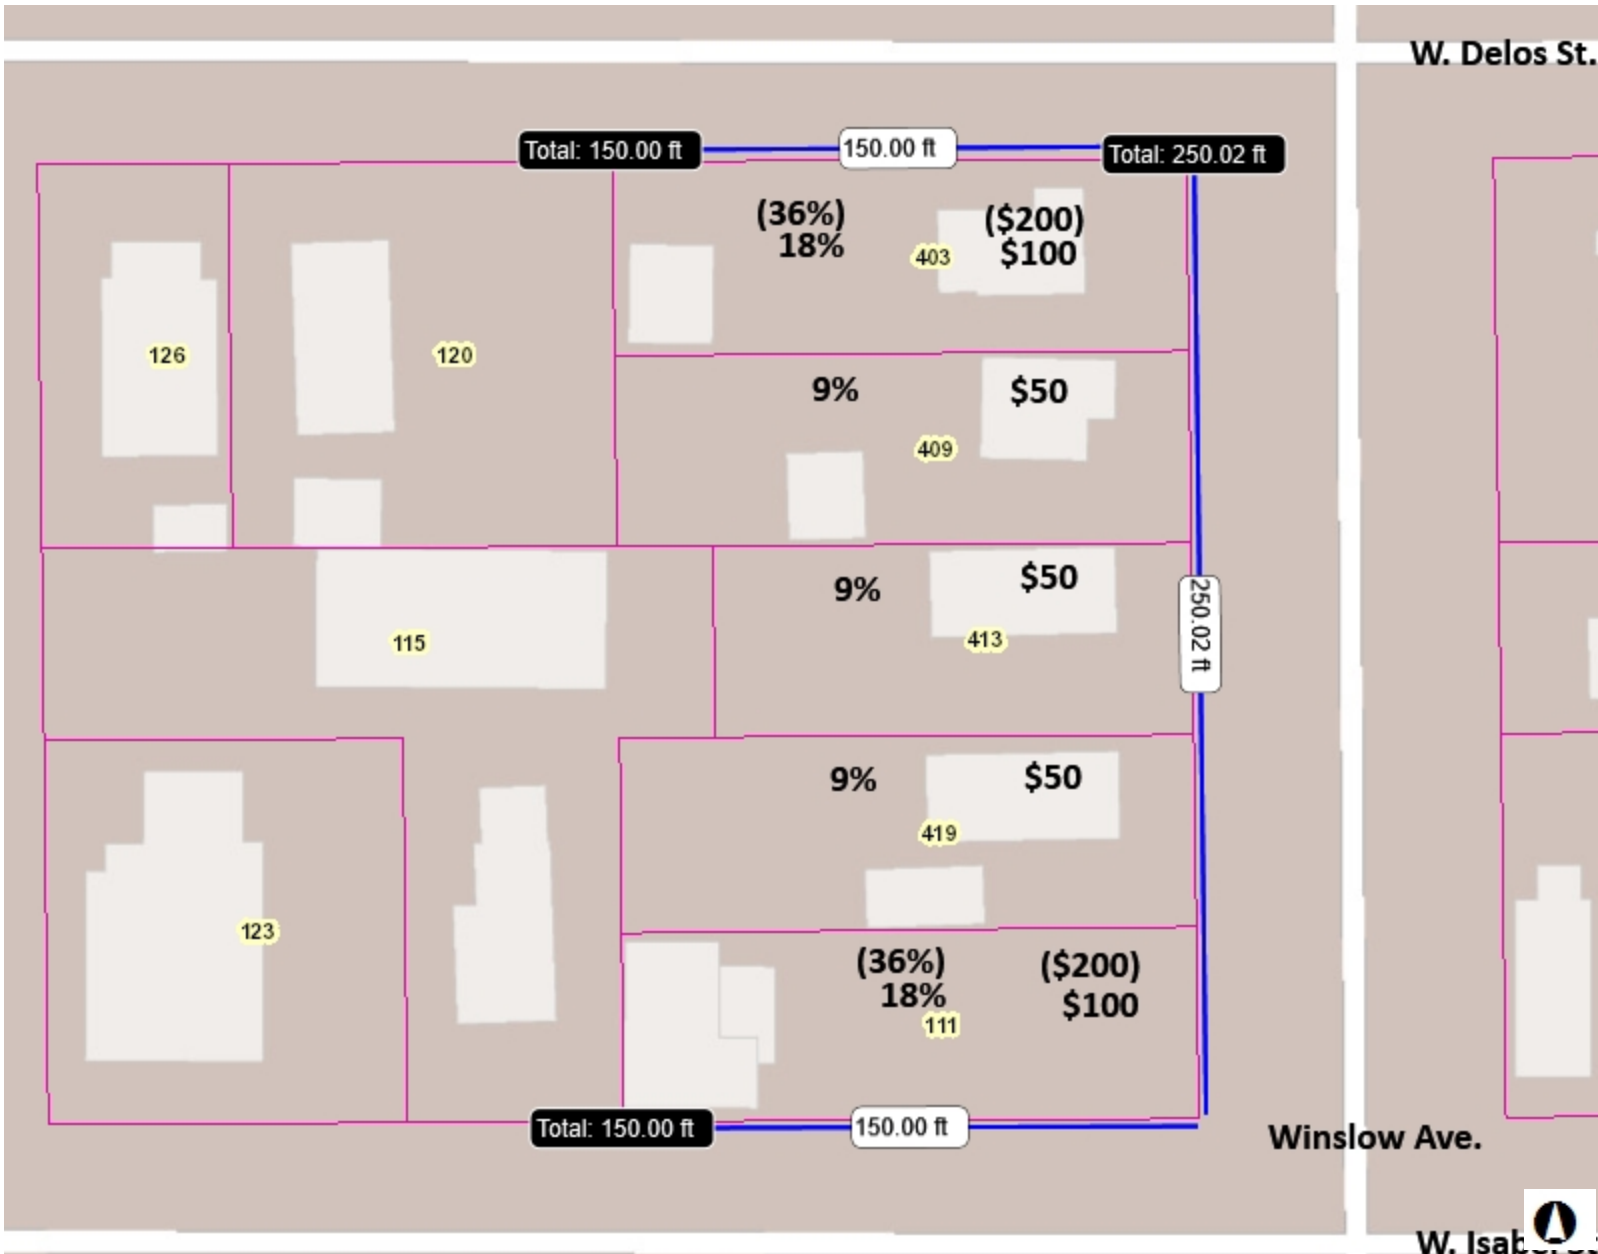 W. Delos St.
Total: 150.00 ft
150.00 ft
Total: 250.02 ft
(36%)
18%
403
($200)
$100
126
120
9%
$50
409
9%
$50
250.02 ft
115
413
9%
$50
419
123
(36%)
18%
111
($200)
$100
Total: 150.00 ft
150.00 ft
Winslow Ave.
W.